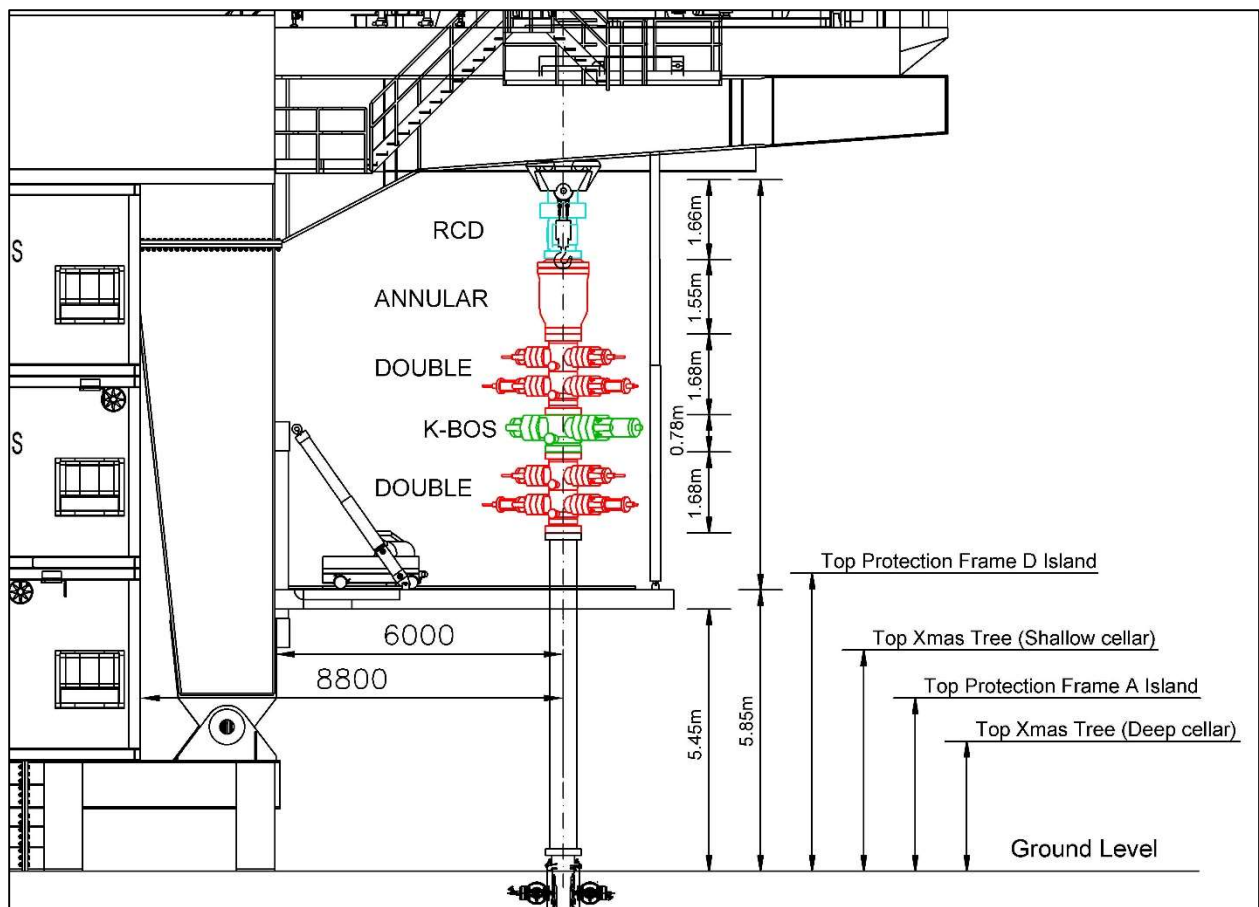 S
RCD
1.66m
ANNULAR
1.55m
DOUBLE
1.68m
S
K-BOS
0.78m
DOUBLE
1.68m
Top Protection Frame D Island
6000
Top Xmas Tree (Shallow cellar)
8800
Top Protection Frame A Island
5.45m
5.85m
Top Xmas Tree (Deep cellar)
Ground Level